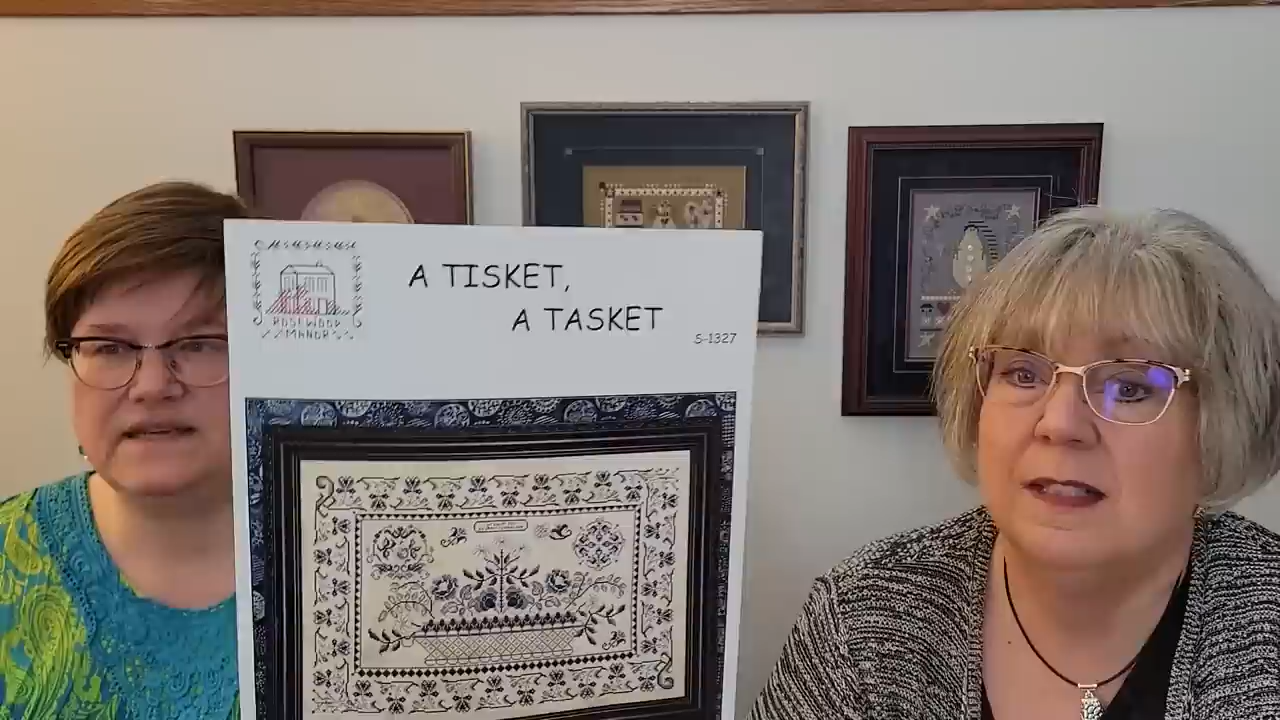 A TISKET,
A TASKET
S-1327
ROSEWOOD
MANOR